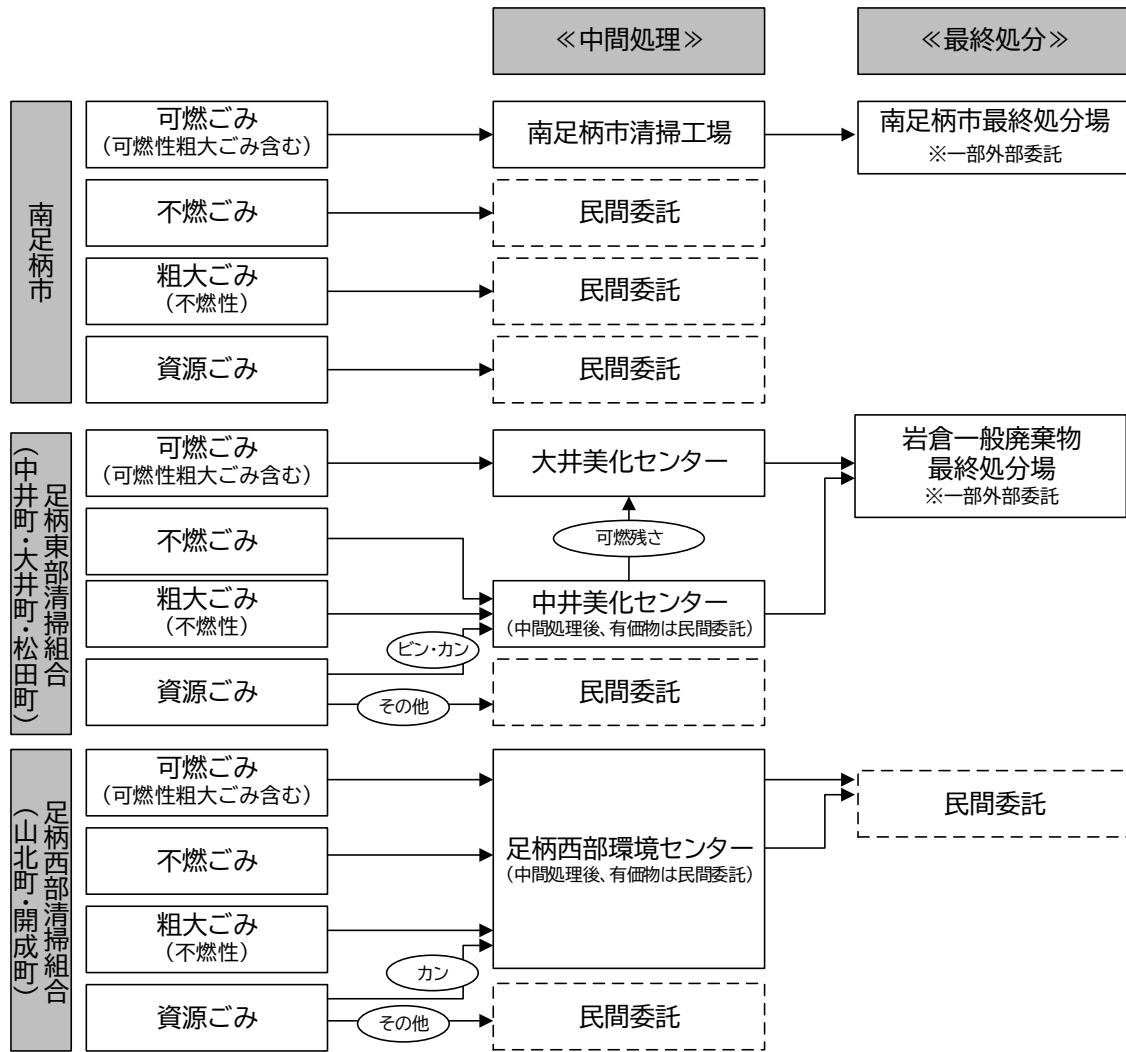 ≪中間処理≫
≪最終処分≫
南足柄市
可燃ごみ
(可燃性粗大ごみ含む)
南足柄市清掃工場
南足柄市最終処分場
※一部外部委託
不燃ごみ
民間委託
粗大ごみ
(不燃性)
民間委託
資源ごみ
民間委託
足柄東部清掃組合
(中井町・大井町・松田町)
可燃ごみ
(可燃性粗大ごみ含む)
大井美化センター
岩倉一般廃棄物
最終処分場
※一部外部委託
不燃ごみ
可燃残さ
粗大ごみ
(不燃性)
中井美化センター
(中間処理後、有価物は民間委託)
ビン・カン
資源ごみ
その他
民間委託
足柄西部清掃組合
(山北町・開成町)
可燃ごみ
(可燃性粗大ごみ含む)
民間委託
不燃ごみ
足柄西部環境センター
(中間処理後、有価物は民間委託)
粗大ごみ
(不燃性)
カン
資源ごみ
その他
民間委託